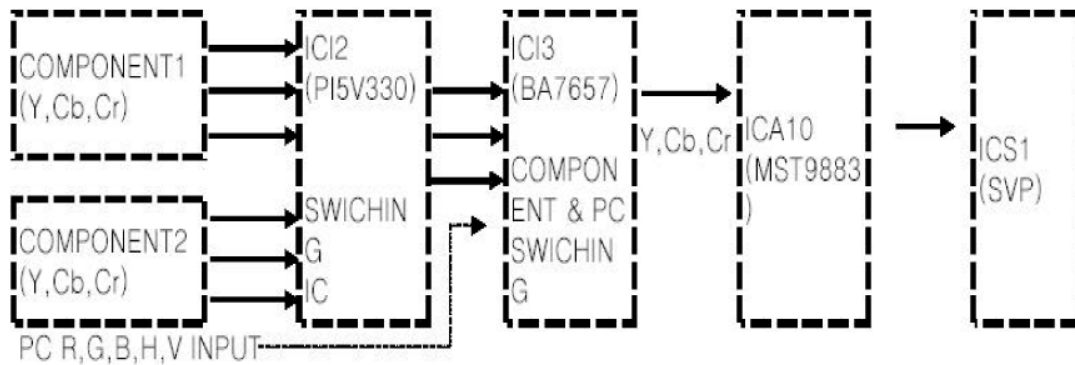 COMPONENT1
(Y,Cb,Cr)
COMPONENT2
(Y,Cb,Cr)
PC R,G,B,H,V INPUT
ICI2
(PI5V330)
SWICHIN
G
IC
ICI3
(BA7657)
COMPON
ENT & PC
SWICHIN
G
Y,Cb,Cr
ICA10
(MST9883
)
ICS1
(SVP)